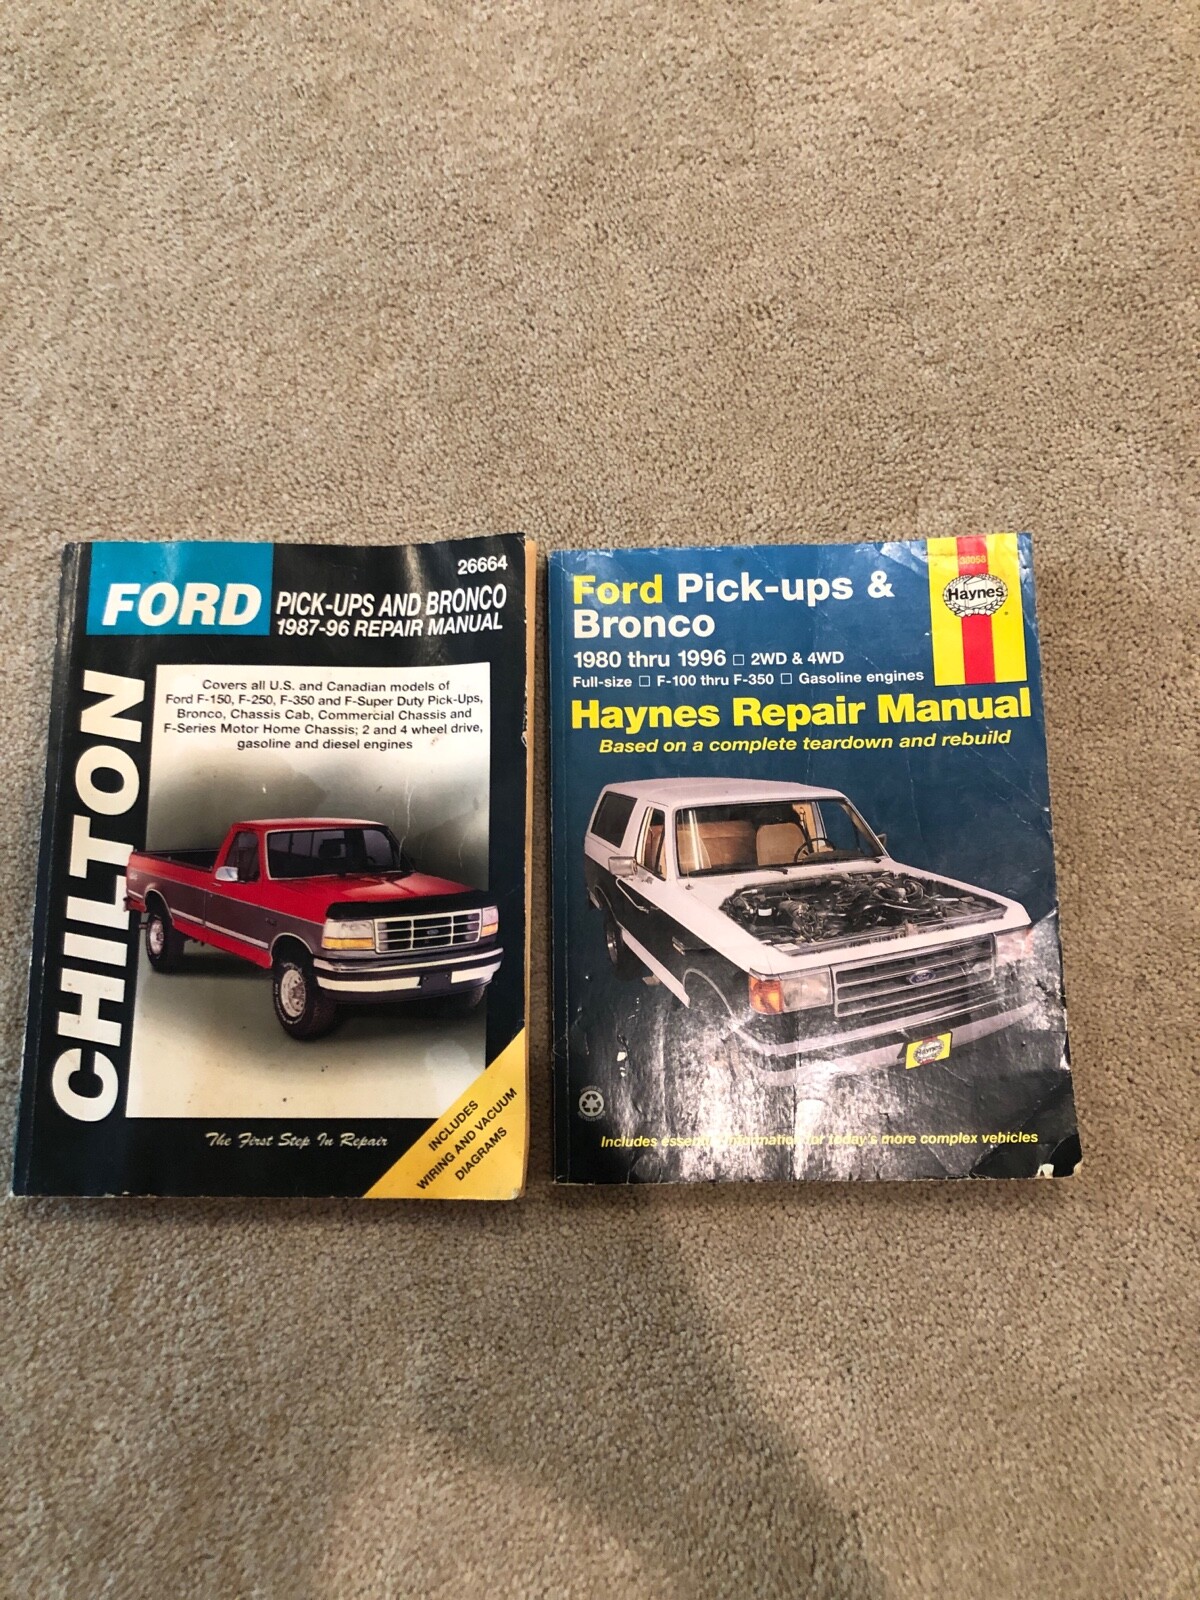 26664
FORD
PICK-UPS AND BRONCO
1987-96 REPAIR MANUAL
Covers all U.S. and Canadian models of
Ford F-150, F-250, F-350 and F-Super Duty Pick-Ups,
Bronco, Chassis Cab, Commercial Chassis and
F-Series Motor Home Chassis; 2 and 4 wheel drive,
gasoline and diesel engines
CHILTON
The First Step In Repair
INCLUDES
WIRING AND VACUUM
DIAGRAMS
Haynes
Ford Pick-ups &
Bronco
1980 thru 1996 □ 2WD & 4WD
Full-size □ F-100 thru F-350 □ Gasoline engines
Haynes Repair Manual
Based on a complete teardown and rebuild
Ford
Haynes
Includes essential information for today's more complex vehicles